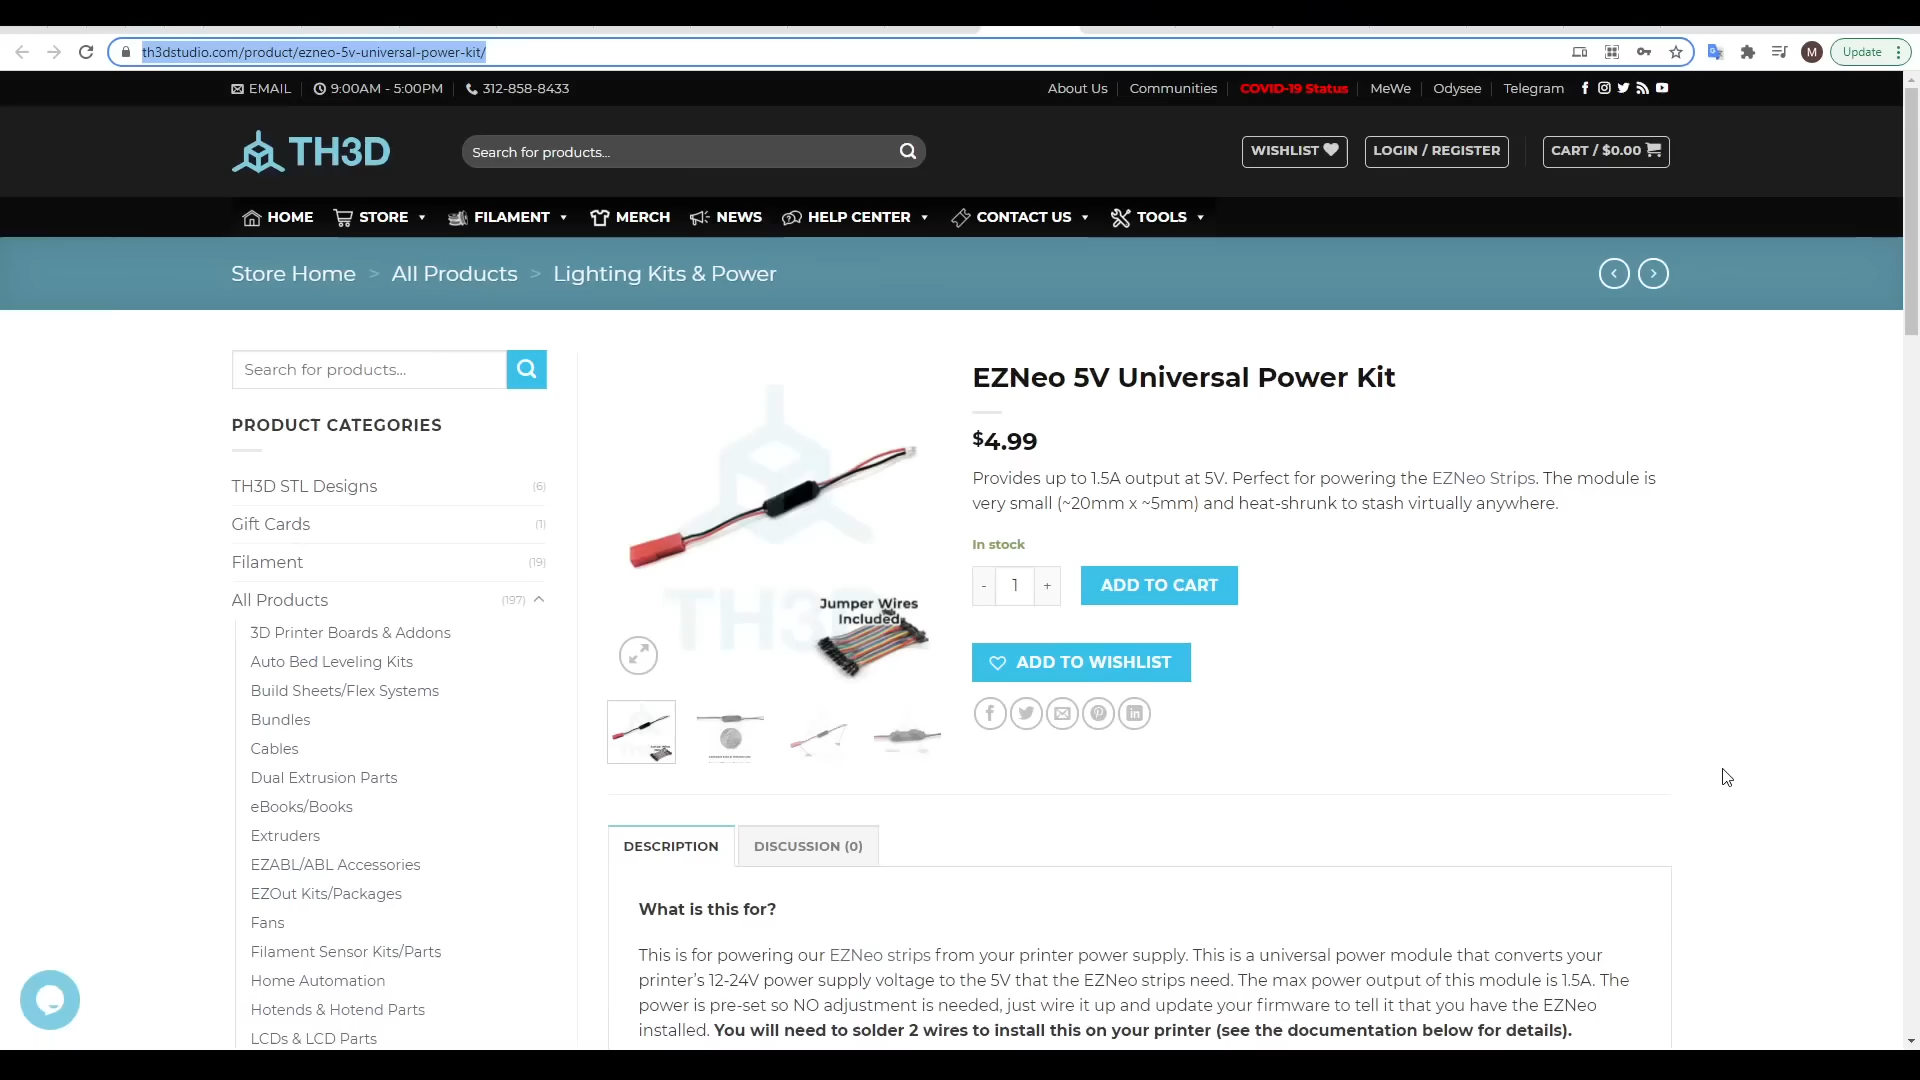 th3dstudio.com/product/ezneo-5v-universal-power-kit/
M
Update
EMAIL
9:00AM - 5:00PM
312-858-8433
About Us
Communities
COVID-19 Status
MeWe
Odysee
Telegram
TH3D
Search for products...
WISHLIST
LOGIN / REGISTER
CART / $0.00
HOME
STORE
FILAMENT
MERCH
NEWS
HELP CENTER
CONTACT US
TOOLS
Store Home > All Products > Lighting Kits & Power
Search for products...
PRODUCT CATEGORIES
TH3D STL Designs (6)
Gift Cards (1)
Filament (19)
All Products (197)
3D Printer Boards & Addons
Auto Bed Leveling Kits
Build Sheets/Flex Systems
Bundles
Cables
Dual Extrusion Parts
eBooks/Books
Extruders
EZABL/ABL Accessories
EZOut Kits/Packages
Fans
Filament Sensor Kits/Parts
Home Automation
Hotends & Hotend Parts
LCDs & LCD Parts
TH3D
Jumper Wires
Included
EZNeo 5V Universal Power Kit
$4.99
Provides up to 1.5A output at 5V. Perfect for powering the EZNeo Strips. The module is
very small (~20mm x ~5mm) and heat-shrunk to stash virtually anywhere.
In stock
- 1 +
ADD TO CART
ADD TO WISHLIST
DESCRIPTION
DISCUSSION (0)
What is this for?
This is for powering our EZNeo strips from your printer power supply. This is a universal power module that converts your
printer's 12-24V power supply voltage to the 5V that the EZNeo strips need. The max power output of this module is 1.5A. The
power is pre-set so NO adjustment is needed, just wire it up and update your firmware to tell it that you have the EZNeo
installed. You will need to solder 2 wires to install this on your printer (see the documentation below for details).